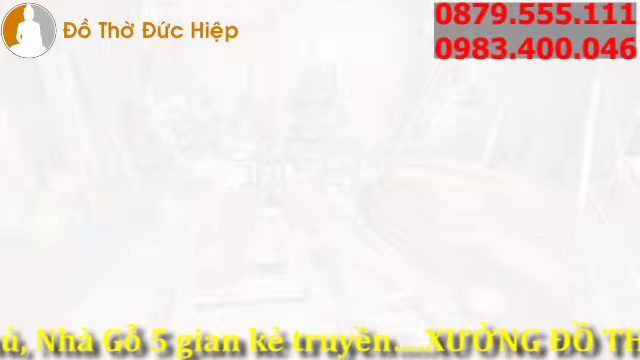 Đồ Thờ Đức Hiệp
0879.555.111
0983.400.046
ủ, Nhà Gỗ 5 gian kẻ truyền....XƯỞNG ĐỒ TH